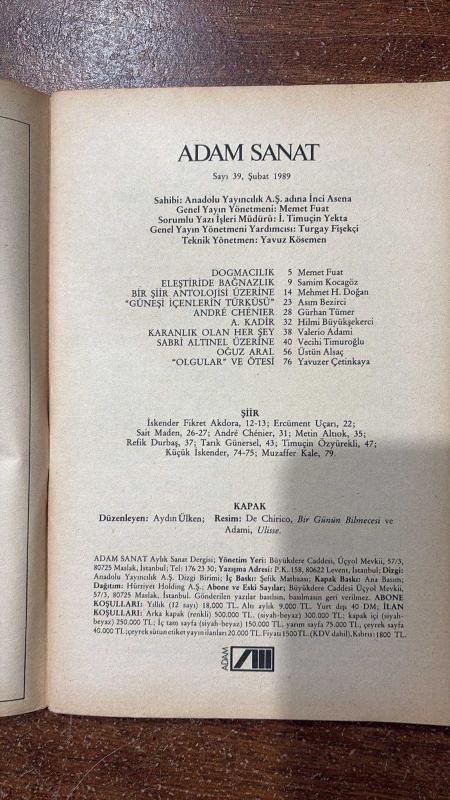 ADAM SANAT
Sayı 39, Şubat 1989
Sahibi: Anadolu Yayıncılık A.Ş. adına İnci Asena
Genel Yayın Yönetmeni: Memet Fuat
Sorumlu Yazı İşleri Müdürü: İ. Timuçin Yekta
Genel Yayın Yönetmeni Yardımcısı: Turgay Fişekçi
Teknik Yönetmen: Yavuz Kösemen
DOGMACILIK 5 Memet Fuat
ELEŞTİRİDE BAĞNAZLIK 9 Samim Kocagöz
BİR ŞİİR ANTOLOJİSİ ÜZERİNE 14 Mehmet H. Doğan
"GÜNEŞİ İÇENLERİN TÜRKÜSÜ" 23 Asım Bezirci
ANDRÉ CHÉNIER 28 Gürhan Tümer
A. KADİR 32 Hilmi Büyükşekerci
KARANLIK OLAN HER ŞEY 38 Valerio Adami
SABRİ ALTINEL ÜZERİNE 40 Vecihi Timuroğlu
OĞUZ ARAL 56 Üstün Alsaç
"OLGULAR" VE ÖTESİ 76 Yavuzer Çetinkaya
ŞİİR
İskender Fikret Akdora, 12-13; Ercüment Uçarı, 22;
Sait Maden, 26-27; André Chénier, 31; Metin Altıok, 35;
Refik Durbaş, 37; Tarık Günersel, 43; Timuçin Özyürekli, 47;
Küçük İskender, 74-75; Muzaffer Kale, 79.
KAPAK
Düzenleyen: Aydın Ülken; Resim: De Chirico, Bir Günün Bilmecesi ve
Adami, Ulisse.
ADAM SANAT Aylık Sanat Dergisi; Yönetim Yeri: Büyükdere Caddesi, Üçyol Mevkii, 57/3,
80725 Maslak, İstanbul; Tel: 176 23 30; Yazışma Adresi: P.K. 158, 80622 Levent, İstanbul; Dizgi:
Anadolu Yayıncılık A.Ş. Dizgi Birimi; İç Baskı: Şefik Matbaası; Kapak Baskı: Ana Basım;
Dağıtım: Hürriyet Holding A.Ş.; Abone ve Eski Sayılar: Büyükdere Caddesi Üçyol Mevkii,
57/3, 80725 Maslak, İstanbul. Gönderilen yazılar basılsın, basılmasın geri verilmez. ABONE
KOŞULLARI: Yıllık (12 sayı) 18.000 TL. Altı aylık 9.000 TL. Yurt dışı 40 DM; İLAN
KOŞULLARI: Arka kapak (renkli) 500.000 TL. (siyah-beyaz) 300.000 TL; kapak içi (siyah-
beyaz) 250.000 TL; İç tam sayfa (siyah-beyaz) 150.000 TL, yarım sayfa 75.000 TL, çeyrek sayfa
40.000 TL; çeyrek sütun etiket yayın ilanları 20.000 TL. Fiyatı 1500 TL. (KDV dahil). Kıbrıs: 1800 TL.
ADAM